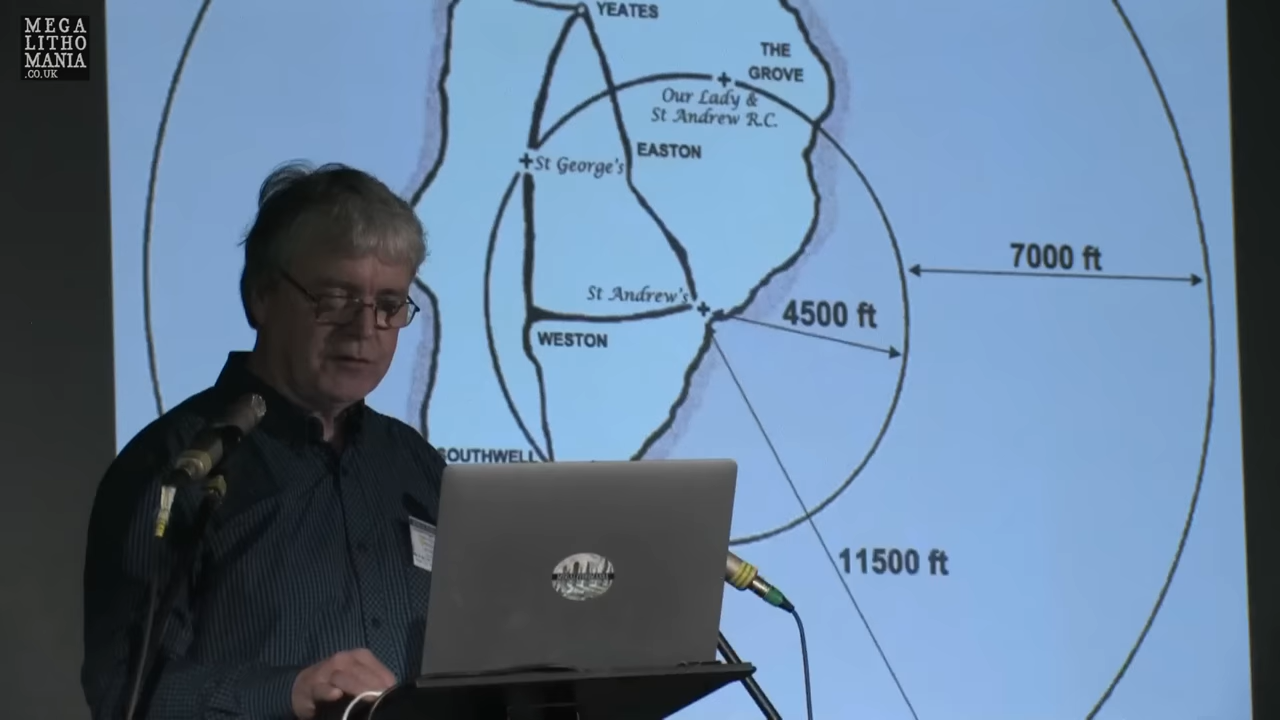 MEGA
LITHO
MANIA
.CO.UK
YEATES
THE
GROVE
Our Lady &
St Andrew R.C.
St George's
EASTON
7000 ft
St Andrew's
4500 ft
WESTON
SOUTHWELL
11500 ft